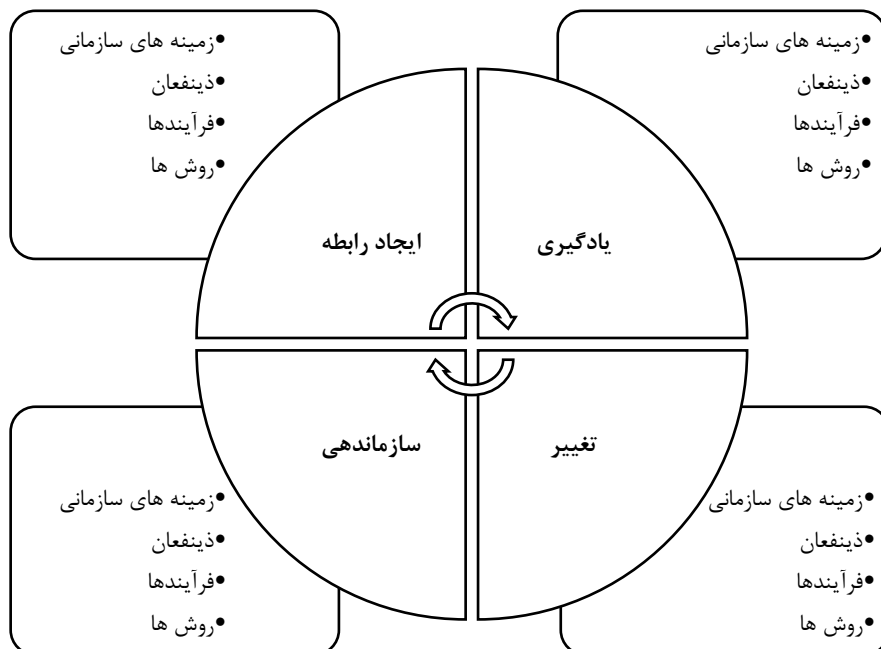 •زمینه های سازمانی
•ذینفعان
•فرآیندها
•روش ها
•زمینه های سازمانی
•ذینفعان
•فرآیندها
•روش ها
یادگیری
ایجاد رابطه
تغییر
سازماندهی
•زمینه های سازمانی
•ذینفعان
•فرآیندها
•روش ها
•زمینه های سازمانی
•ذینفعان
•فرآیندها
•روش ها